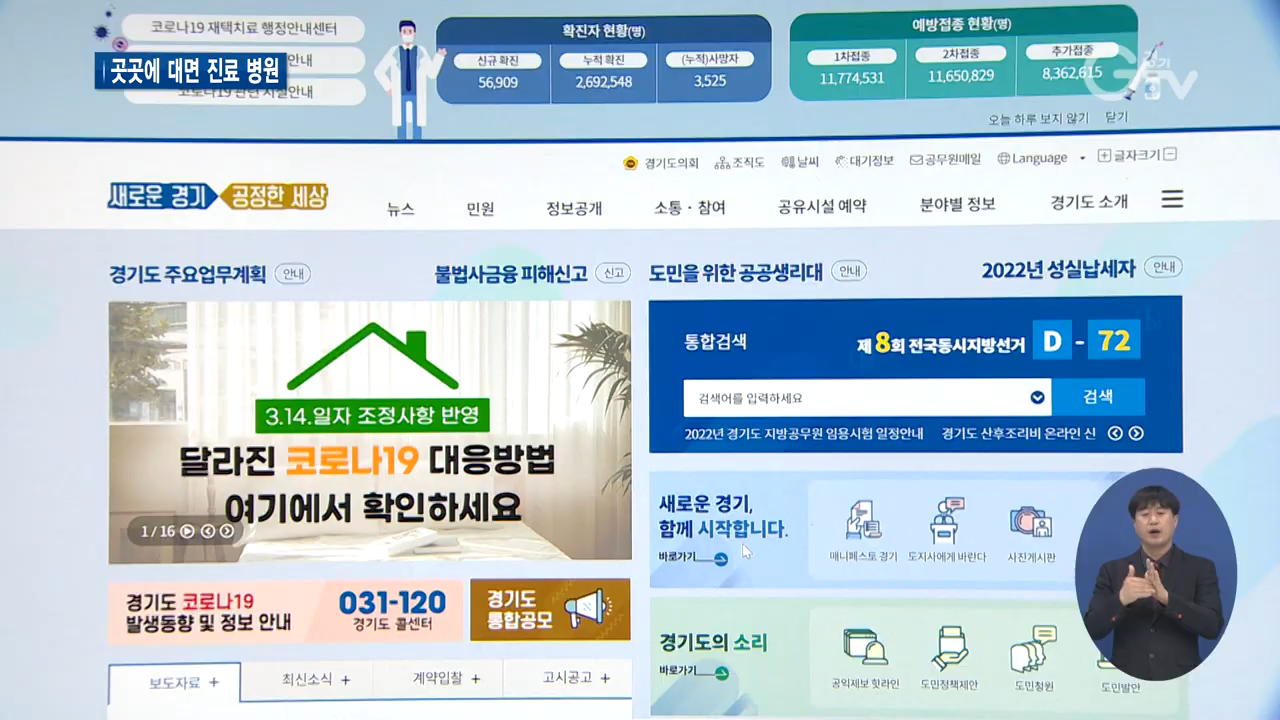 코로나19 재택치료 행정안내센터
곳곳에 대면 진료 병원
안내
확진자 현황(명)
신규 확진
누적 확진
(누적)사망자
56,909
2,692,548
3,525
예방접종 현황(명)
1차접종
2차접종
추가접종
11,774,531
11,650,829
8,362,615
경기
GTV
오늘 하루 보지 않기
닫기
경기도의회
조직도
날씨
대기정보
공무원메일
Language
글자크기
새로운 경기
공정한 세상
뉴스
민원
정보공개
소통 · 참여
공유시설 예약
분야별 정보
경기도 소개
경기도 주요업무계획 안내
불법사금융 피해신고 신고
도민을 위한 공공생리대 안내
2022년 성실납세자 안내
3.14.일자 조정사항 반영
달라진 코로나19 대응방법
여기에서 확인하세요
1 / 16
통합검색
제 8회 전국동시지방선거 D - 72
검색어를 입력하세요
검색
2022년 경기도 지방공무원 임용시험 일정안내
경기도 산후조리비 온라인 신
새로운 경기,
함께 시작합니다.
바로가기
매니페스토 경기
도지사에게 바란다
사진게시판
경기도 코로나19
발생동향 및 정보 안내
031-120
경기도 콜센터
경기도
통합공모
경기도의 소리
바로가기
공익제보 핫라인
도민정책제안
도민청원
도민발안
보도자료 +
최신소식 +
계약입찰 +
고시공고 +